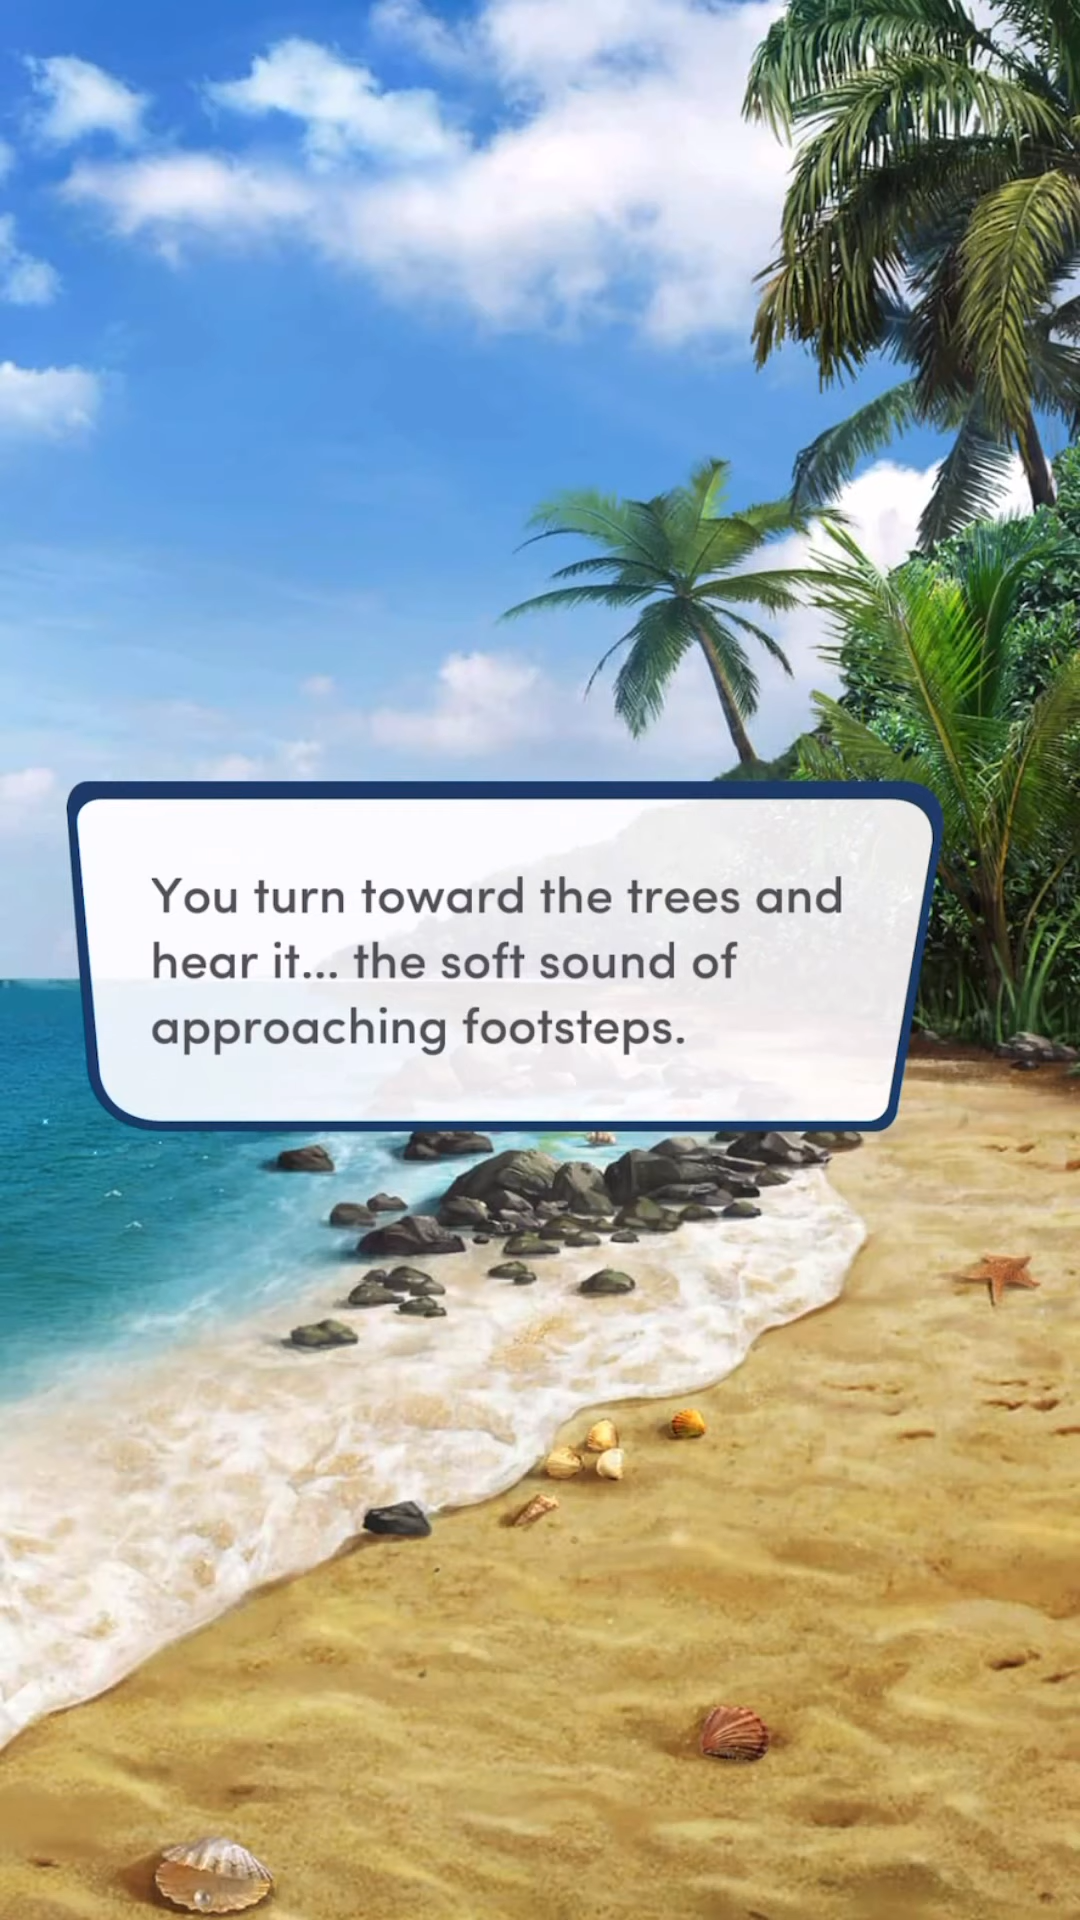 You turn toward the trees and
hear it... the soft sound of
approaching footsteps.